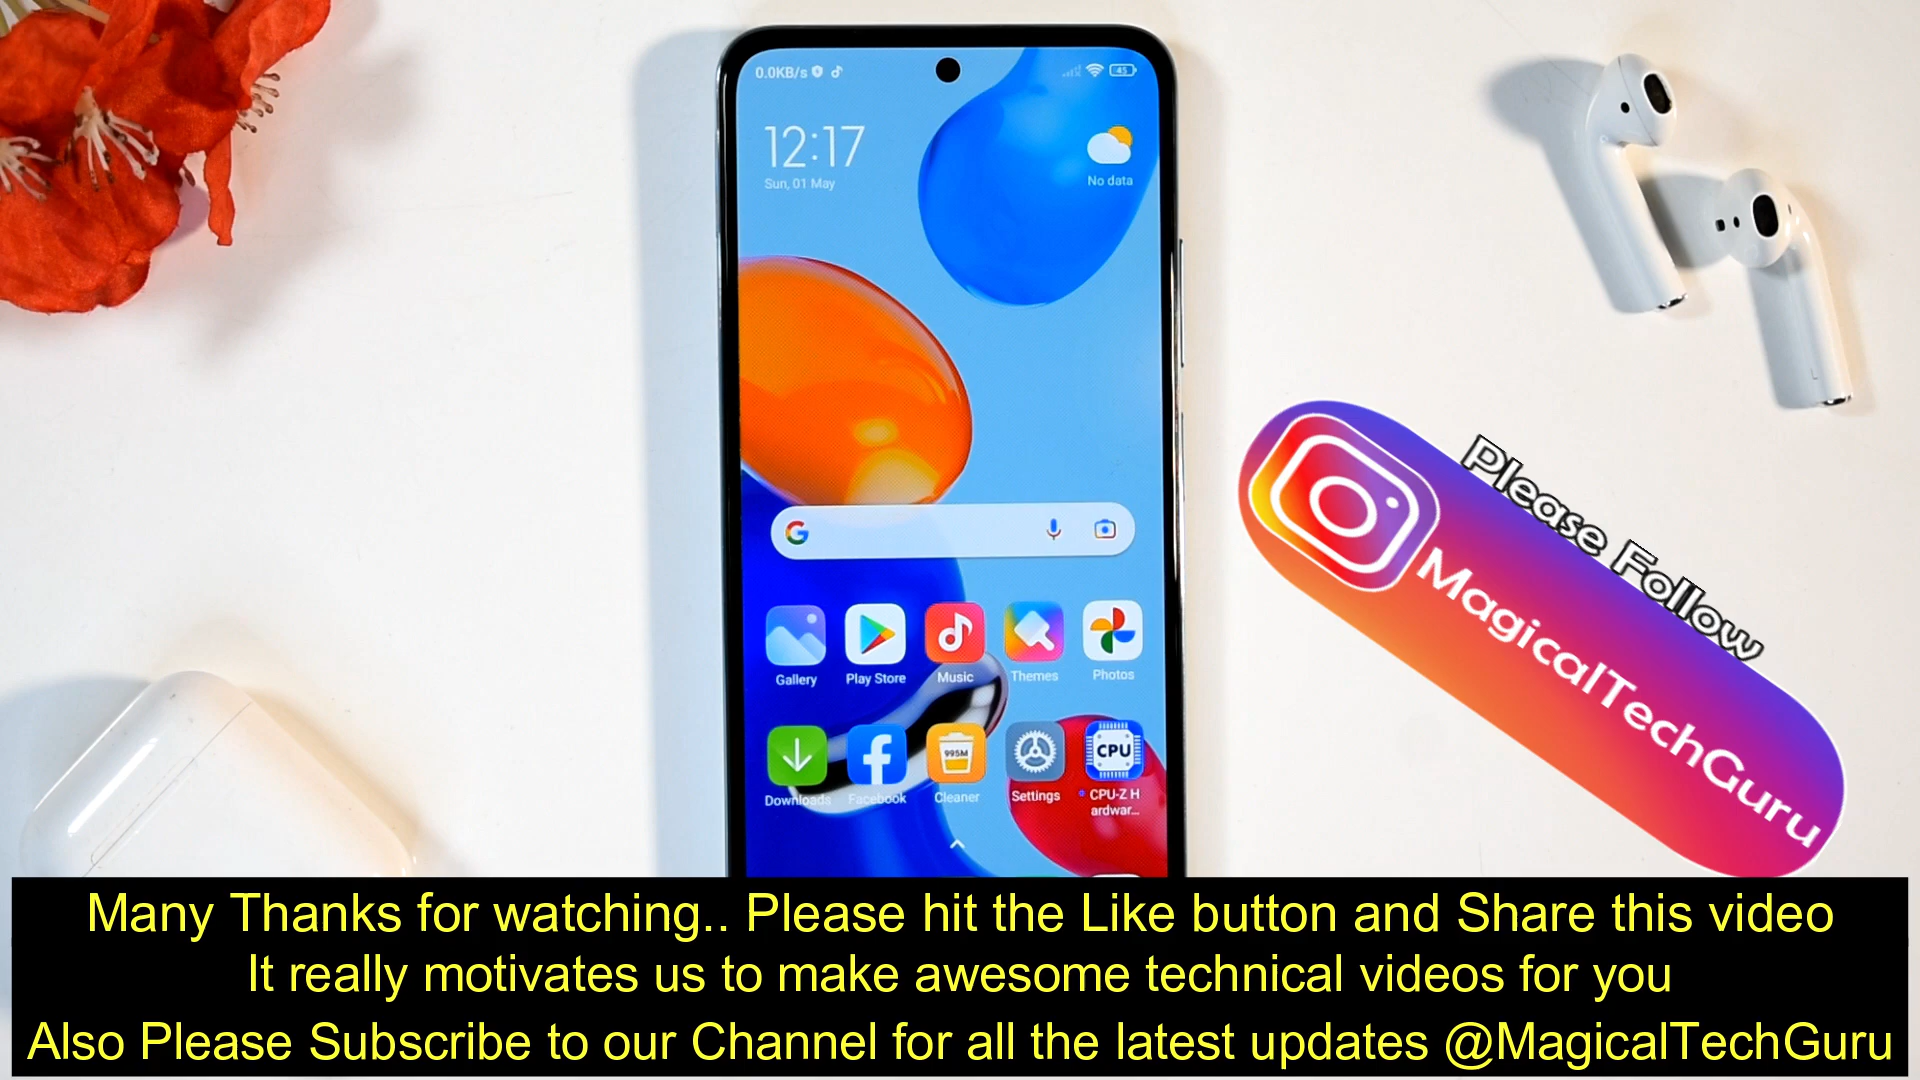 0.0KB/s
45
12:17
Sun, 01 May
No data
Gallery
Play Store
Music
Themes
Photos
995M
CPU
Downloads
Facebook
Cleaner
Settings
CPU-Z H
ardwar...
L
Please Follow
MagicalTechGuru
Many Thanks for watching.. Please hit the Like button and Share this video
It really motivates us to make awesome technical videos for you
Also Please Subscribe to our Channel for all the latest updates @MagicalTechGuru